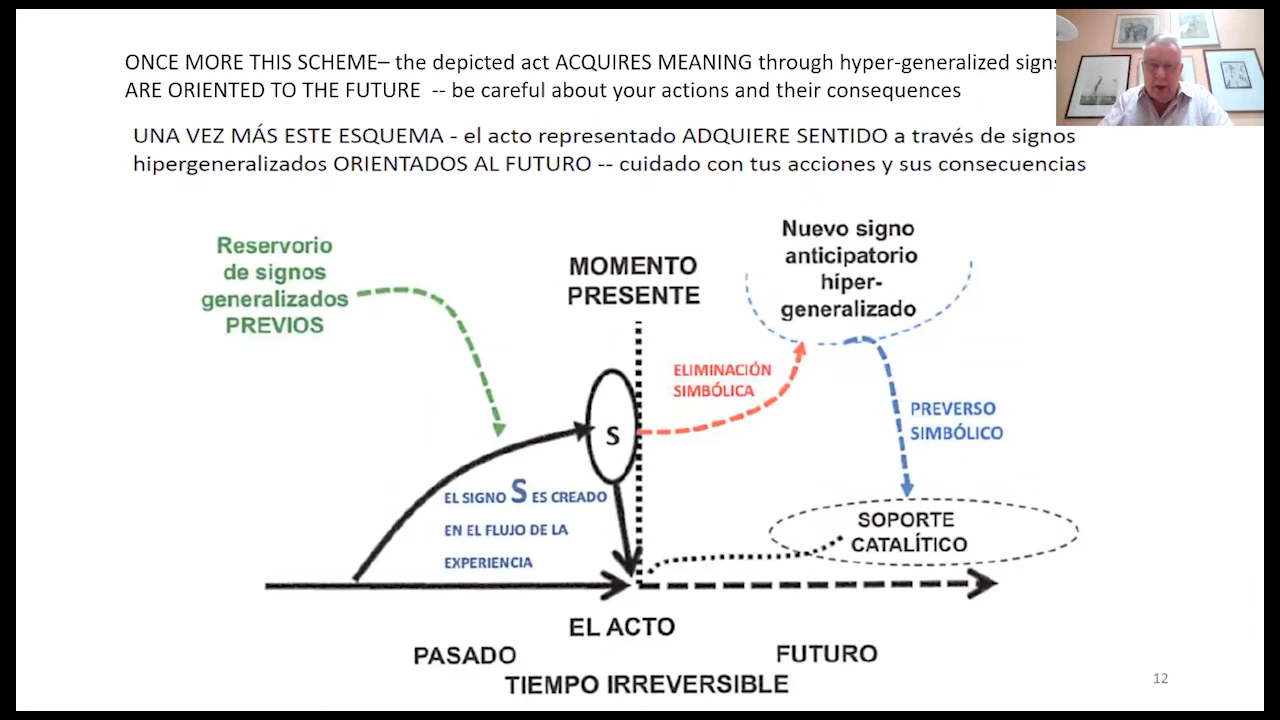 ONCE MORE THIS SCHEME– the depicted act ACQUIRES MEANING through hyper-generalized signs
ARE ORIENTED TO THE FUTURE -- be careful about your actions and their consequences
UNA VEZ MÁS ESTE ESQUEMA - el acto representado ADQUIERE SENTIDO a través de signos
hipergeneralizados ORIENTADOS AL FUTURO -- cuidado con tus acciones y sus consecuencias
Reservorio
de signos
generalizados
PREVIOS
MOMENTO
PRESENTE
Nuevo signo
anticipatorio
híper-
generalizado
ELIMINACIÓN
SIMBÓLICA
PREVERSO
SIMBÓLICO
S
EL SIGNO S ES CREADO
EN EL FLUJO DE LA
EXPERIENCIA
SOPORTE
CATALÍTICO
EL ACTO
PASADO
FUTURO
TIEMPO IRREVERSIBLE
12